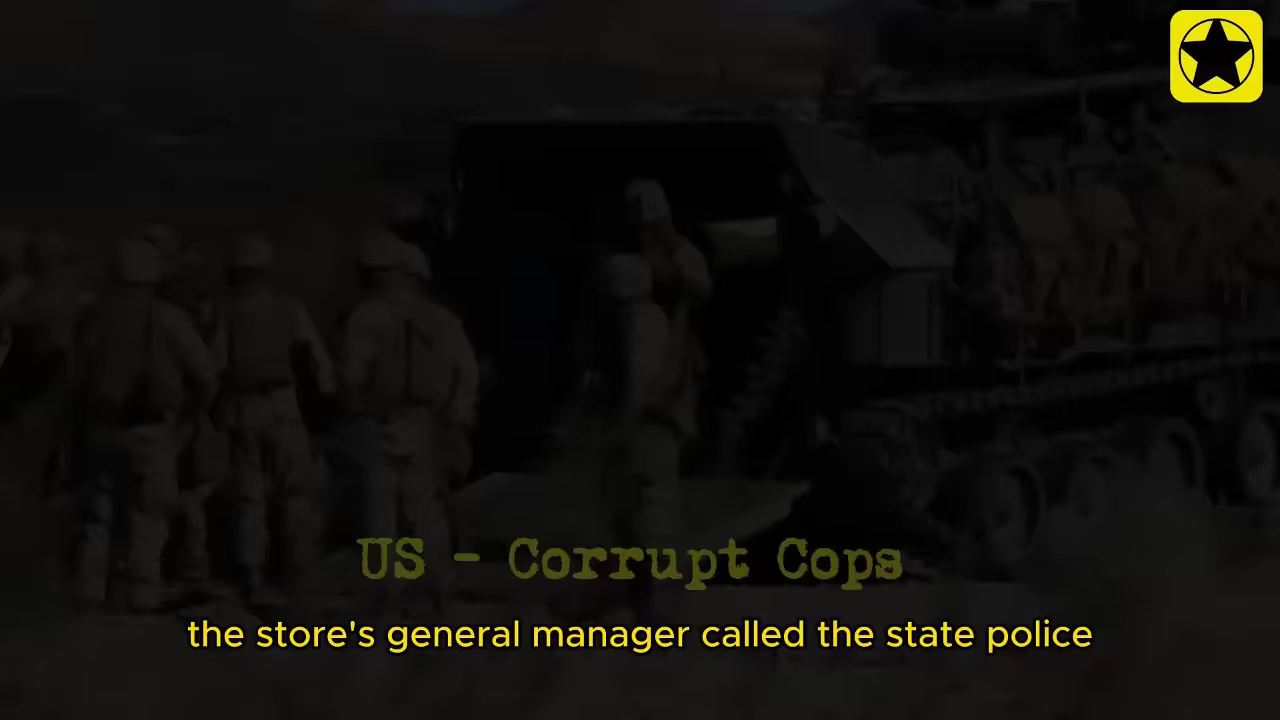 US - Corrupt Cops
the store's general manager called the state police